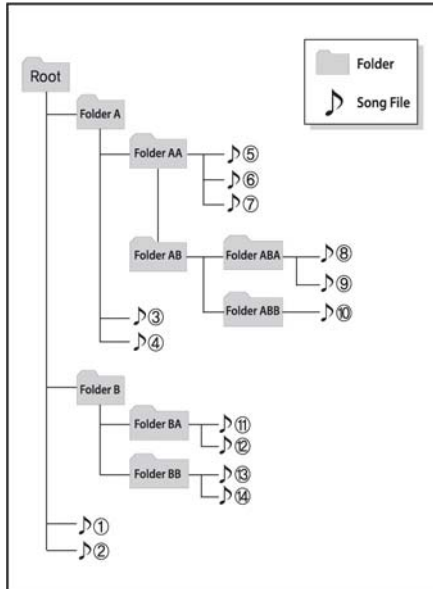 Root
Folder
Song File
Folder A
Folder AA
⑤
⑥
⑦
Folder AB
Folder ABA
⑧
⑨
Folder ABB
⑩
③
④
Folder B
Folder BA
⑪
⑫
Folder BB
⑬
⑭
①
②